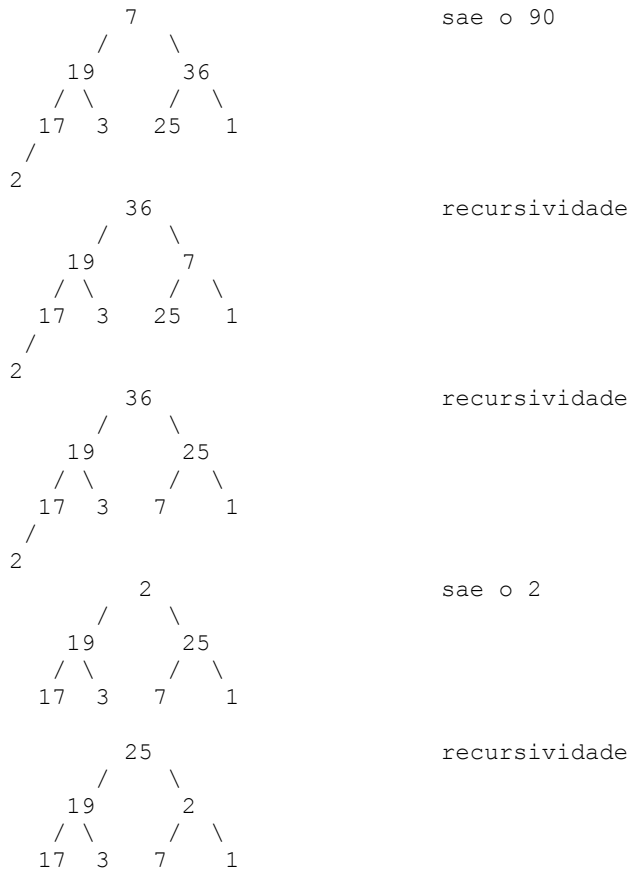 7 sae o 90
/ \
19 36
/ \ / \
17 3 25 1
/
2
36 recursividade
/ \
19 7
/ \ / \
17 3 25 1
/
2
36 recursividade
/ \
19 25
/ \ / \
17 3 7 1
/
2
2 sae o 2
/ \
19 25
/ \ / \
17 3 7 1
25 recursividade
/ \
19 2
/ \ / \
17 3 7 1